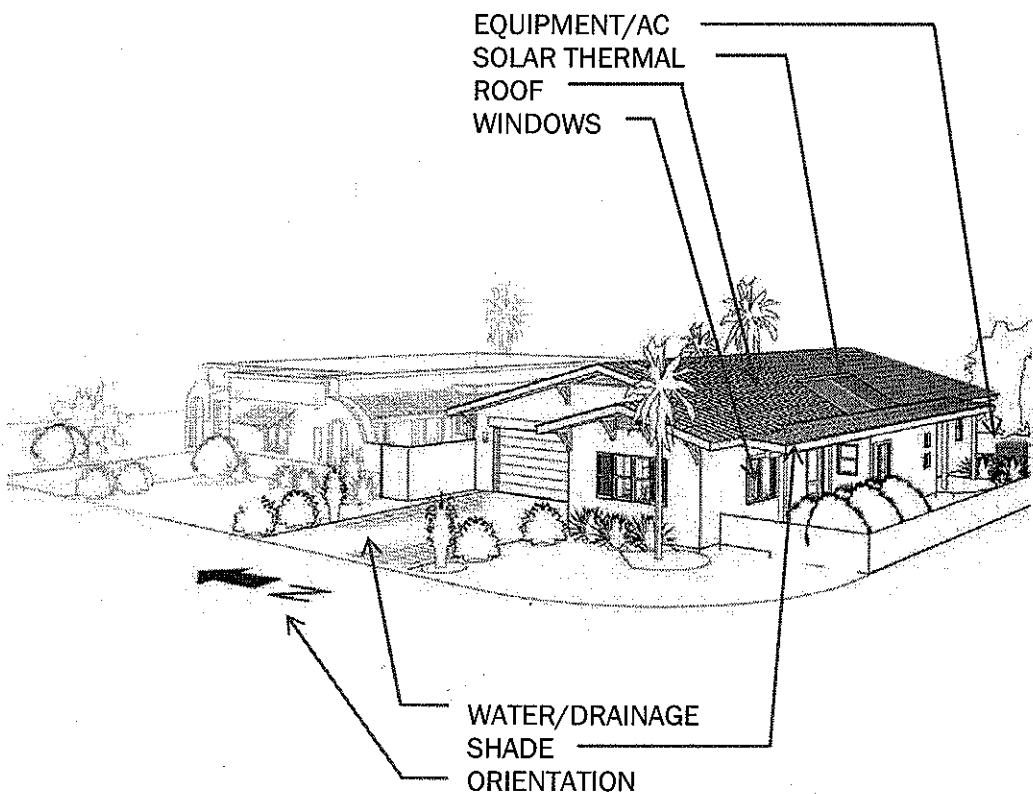 EQUIPMENT/AC
SOLAR THERMAL
ROOF
WINDOWS
WATER/DRAINAGE
SHADE
ORIENTATION